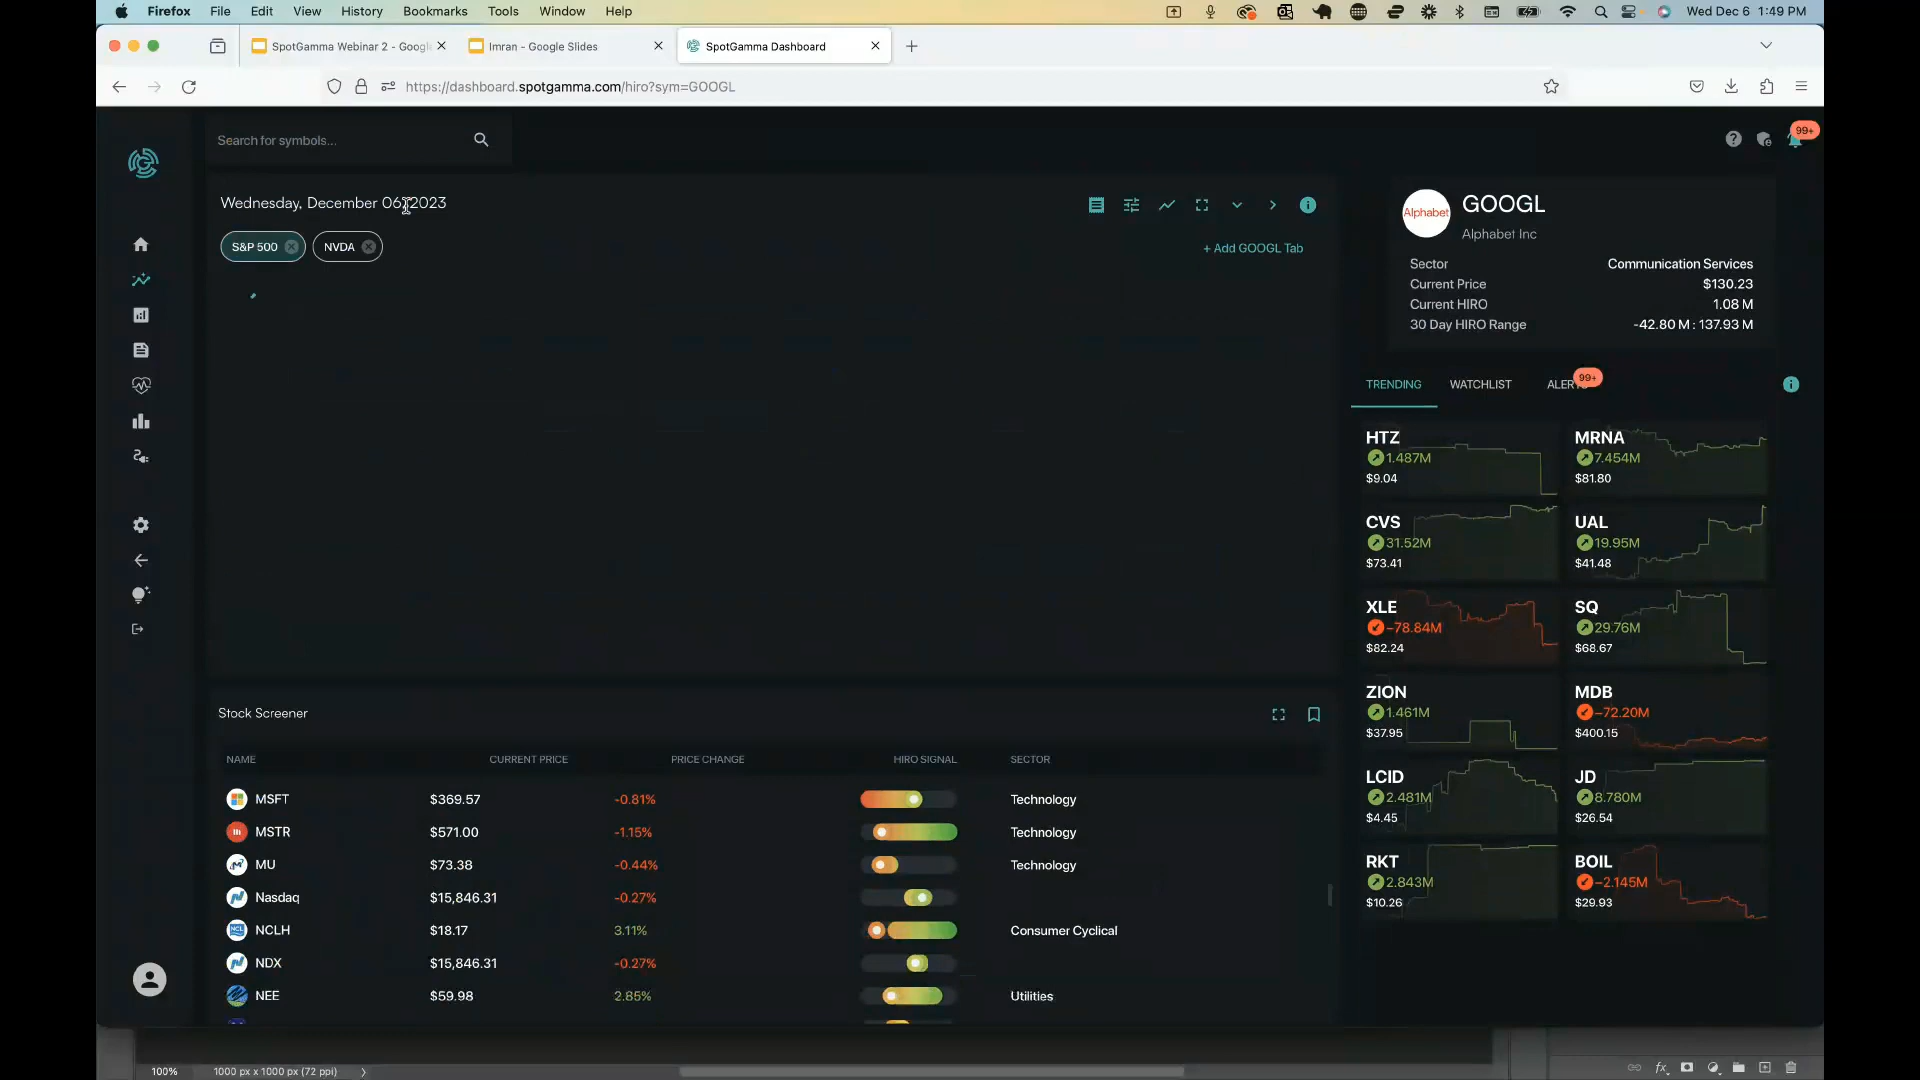 Firefox File Edit View History Bookmarks Tools Window Help Wed Dec 6 1:49 PM
SpotGamma Webinar 2 - Googl Imran - Google Slides SpotGamma Dashboard
https://dashboard.spotgamma.com/hiro?sym=GOOGL
Search for symbols...
99+
Wednesday, December 06, 2023
S&P 500 NVDA
+ Add GOOGL Tab
Alphabet
GOOGL
Alphabet Inc
Sector Communication Services
Current Price $130.23
Current HIRO 1.08 M
30 Day HIRO Range -42.80 M : 137.93 M
TRENDING WATCHLIST ALERT 99+
HTZ
1.487M
$9.04
MRNA
7.454M
$81.80
CVS
31.52M
$73.41
UAL
19.95M
$41.48
XLE
-78.84M
$82.24
SQ
29.76M
$68.67
ZION
1.461M
$37.95
MDB
-72.20M
$400.15
LCID
2.481M
$4.45
JD
8.780M
$26.54
RKT
2.843M
$10.26
BOIL
-2.145M
$29.93
Stock Screener
NAME CURRENT PRICE PRICE CHANGE HIRO SIGNAL SECTOR
MSFT $369.57 -0.81% Technology
MSTR $571.00 -1.15% Technology
MU $73.38 -0.44% Technology
Nasdaq $15,846.31 -0.27%
NCLH $18.17 3.11% Consumer Cyclical
NDX $15,846.31 -0.27%
NEE $59.98 2.85% Utilities
100% 1000 px x 1000 px (72 ppi)
fx